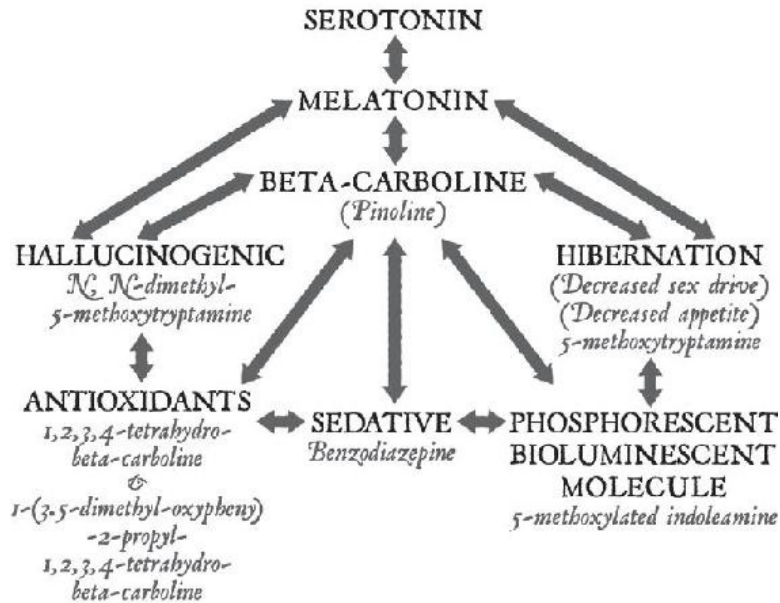 SEROTONIN
MELATONIN
BETA-CARBOLINE
(Pinoline)
HALLUCINOGENIC
N, N-dimethyl-
5-methoxytryptamine
HIBERNATION
(Decreased sex drive)
(Decreased appetite)
5-methoxytryptamine
ANTIOXIDANTS
1,2,3,4-tetrahydro-
beta-carboline
&
1-(3.5-dimethyl-oxypheny)
-2-propyl-
1,2,3,4-tetrahydro-
beta-carboline
SEDATIVE
Benzodiazepine
PHOSPHORESCENT
BIOLUMINESCENT
MOLECULE
5-methoxylated indoleamine